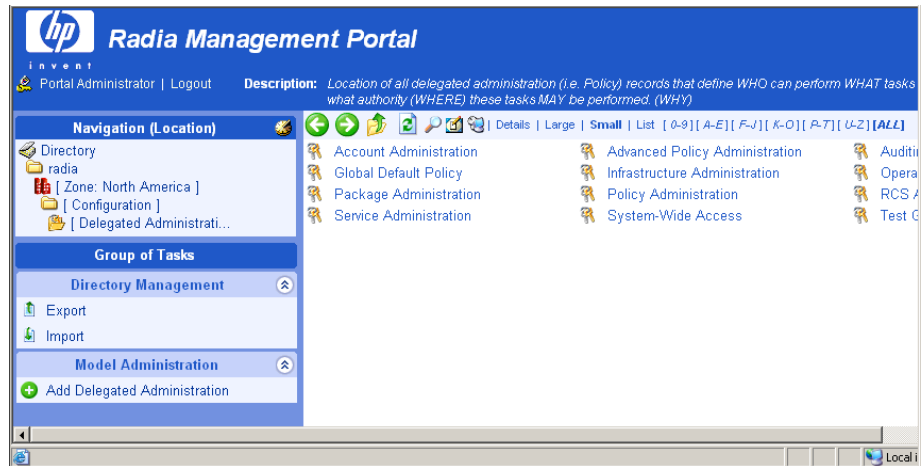 hp
invent
Radia Management Portal
Portal Administrator | Logout
Description: Location of all delegated administration (i.e. Policy) records that define WHO can perform WHAT tasks
what authority (WHERE) these tasks MAY be performed. (WHY)
Navigation (Location)
Directory
radia
[ Zone: North America ]
[ Configuration ]
[ Delegated Administrati...
Group of Tasks
Directory Management
Export
Import
Model Administration
Add Delegated Administration
| Details | Large | Small | List [ 0-9 ][ A-E ][ F-J ][ K-O ][ P-T ][ U-Z ][ALL]
Account Administration Advanced Policy Administration Auditi
Global Default Policy Infrastructure Administration Opera
Package Administration Policy Administration RCS A
Service Administration System-Wide Access Test G
Local i